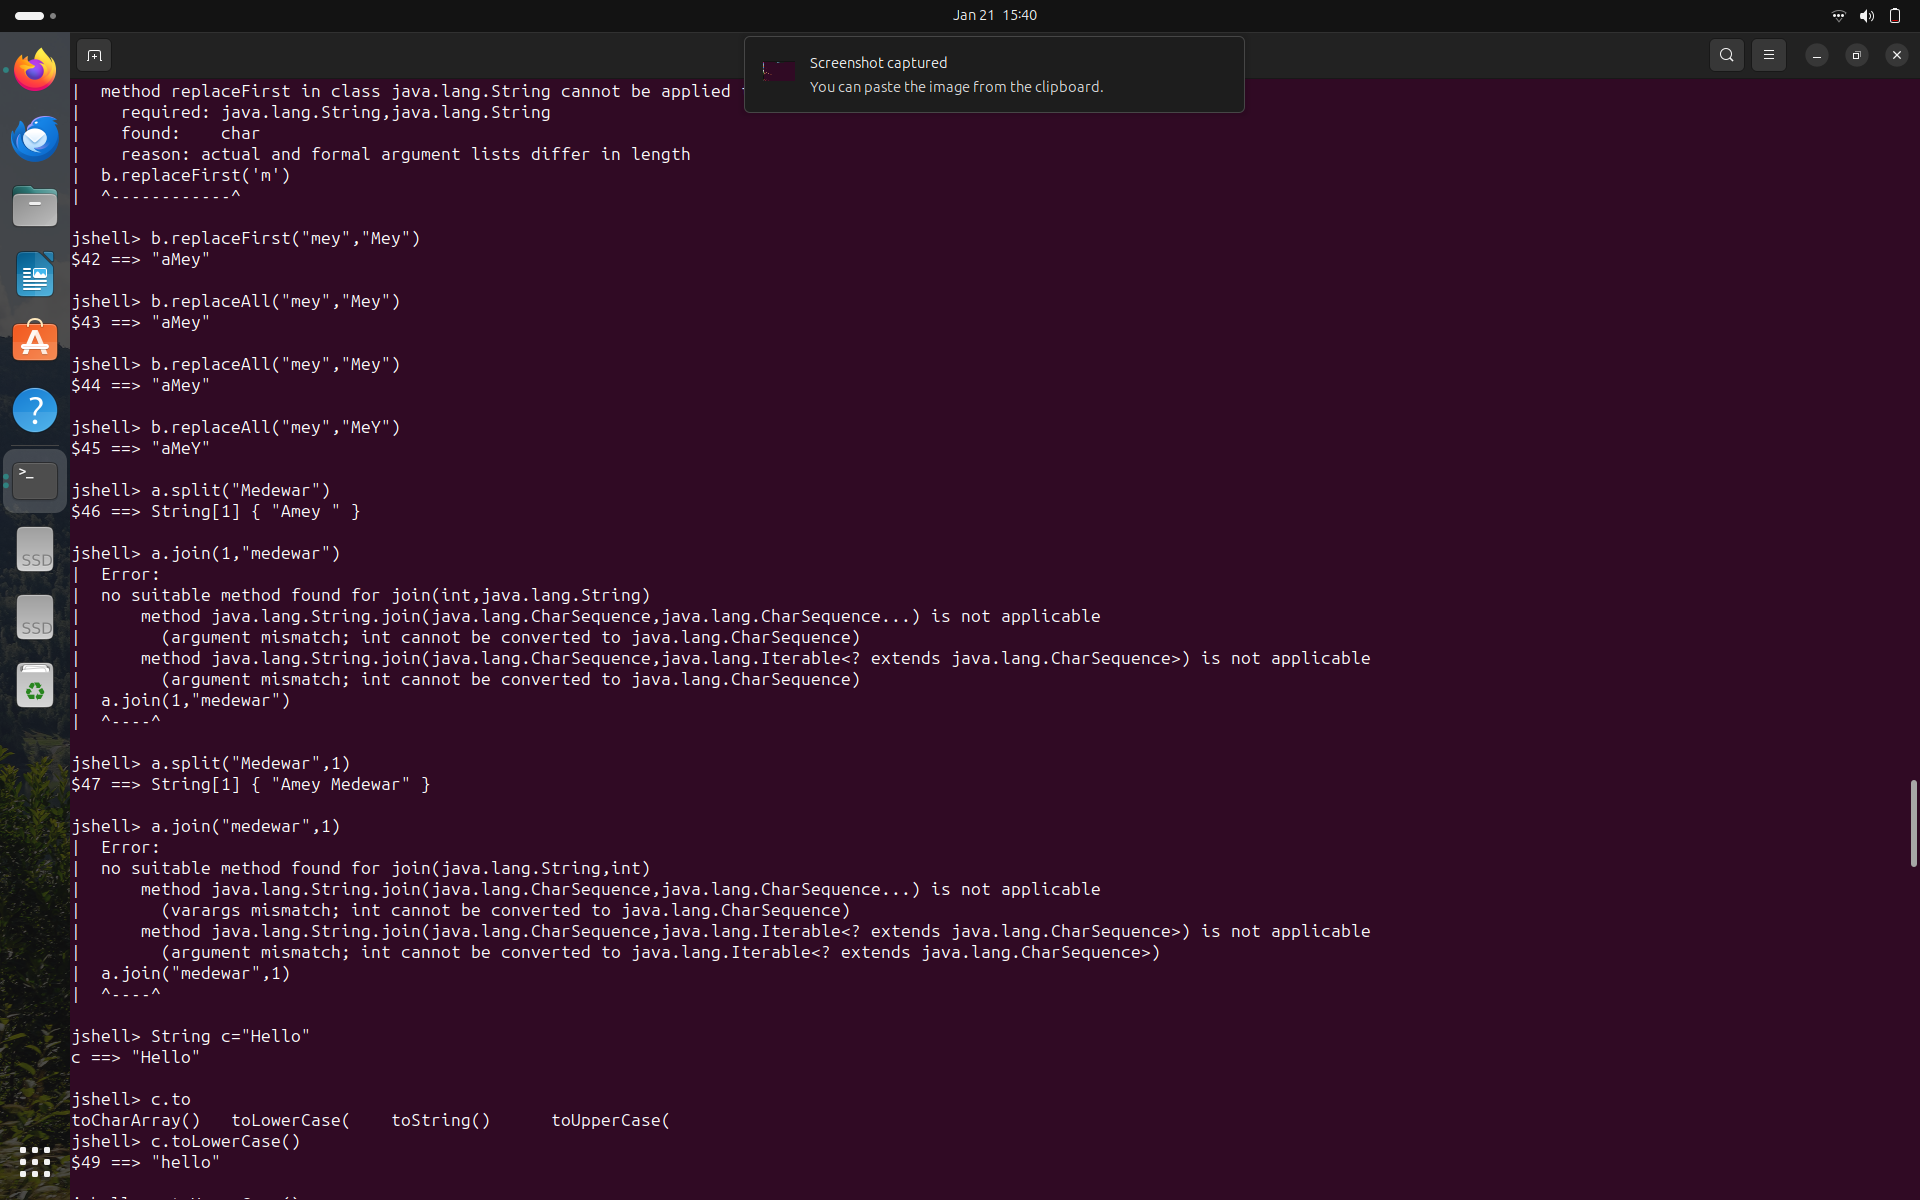 Jan 21 15:40
Screenshot captured
You can paste the image from the clipboard.
| method replaceFirst in class java.lang.String cannot be applied
| required: java.lang.String,java.lang.String
| found: char
| reason: actual and formal argument lists differ in length
| b.replaceFirst('m')
| ^------------^
jshell> b.replaceFirst("mey","Mey")
$42 ==> "aMey"
jshell> b.replaceAll("mey","Mey")
$43 ==> "aMey"
jshell> b.replaceAll("mey","Mey")
$44 ==> "aMey"
jshell> b.replaceAll("mey","MeY")
$45 ==> "aMeY"
jshell> a.split("Medewar")
$46 ==> String[1] { "Amey " }
jshell> a.join(1,"medewar")
| Error:
| no suitable method found for join(int,java.lang.String)
| method java.lang.String.join(java.lang.CharSequence,java.lang.CharSequence...) is not applicable
| (argument mismatch; int cannot be converted to java.lang.CharSequence)
| method java.lang.String.join(java.lang.CharSequence,java.lang.Iterable<? extends java.lang.CharSequence>) is not applicable
| (argument mismatch; int cannot be converted to java.lang.CharSequence)
| a.join(1,"medewar")
| ^----^
jshell> a.split("Medewar",1)
$47 ==> String[1] { "Amey Medewar" }
jshell> a.join("medewar",1)
| Error:
| no suitable method found for join(java.lang.String,int)
| method java.lang.String.join(java.lang.CharSequence,java.lang.CharSequence...) is not applicable
| (varargs mismatch; int cannot be converted to java.lang.CharSequence)
| method java.lang.String.join(java.lang.CharSequence,java.lang.Iterable<? extends java.lang.CharSequence>) is not applicable
| (argument mismatch; int cannot be converted to java.lang.Iterable<? extends java.lang.CharSequence>)
| a.join("medewar",1)
| ^----^
jshell> String c="Hello"
c ==> "Hello"
jshell> c.to
toCharArray() toLowerCase( toString() toUpperCase(
jshell> c.toLowerCase()
$49 ==> "hello"
SSD
SSD